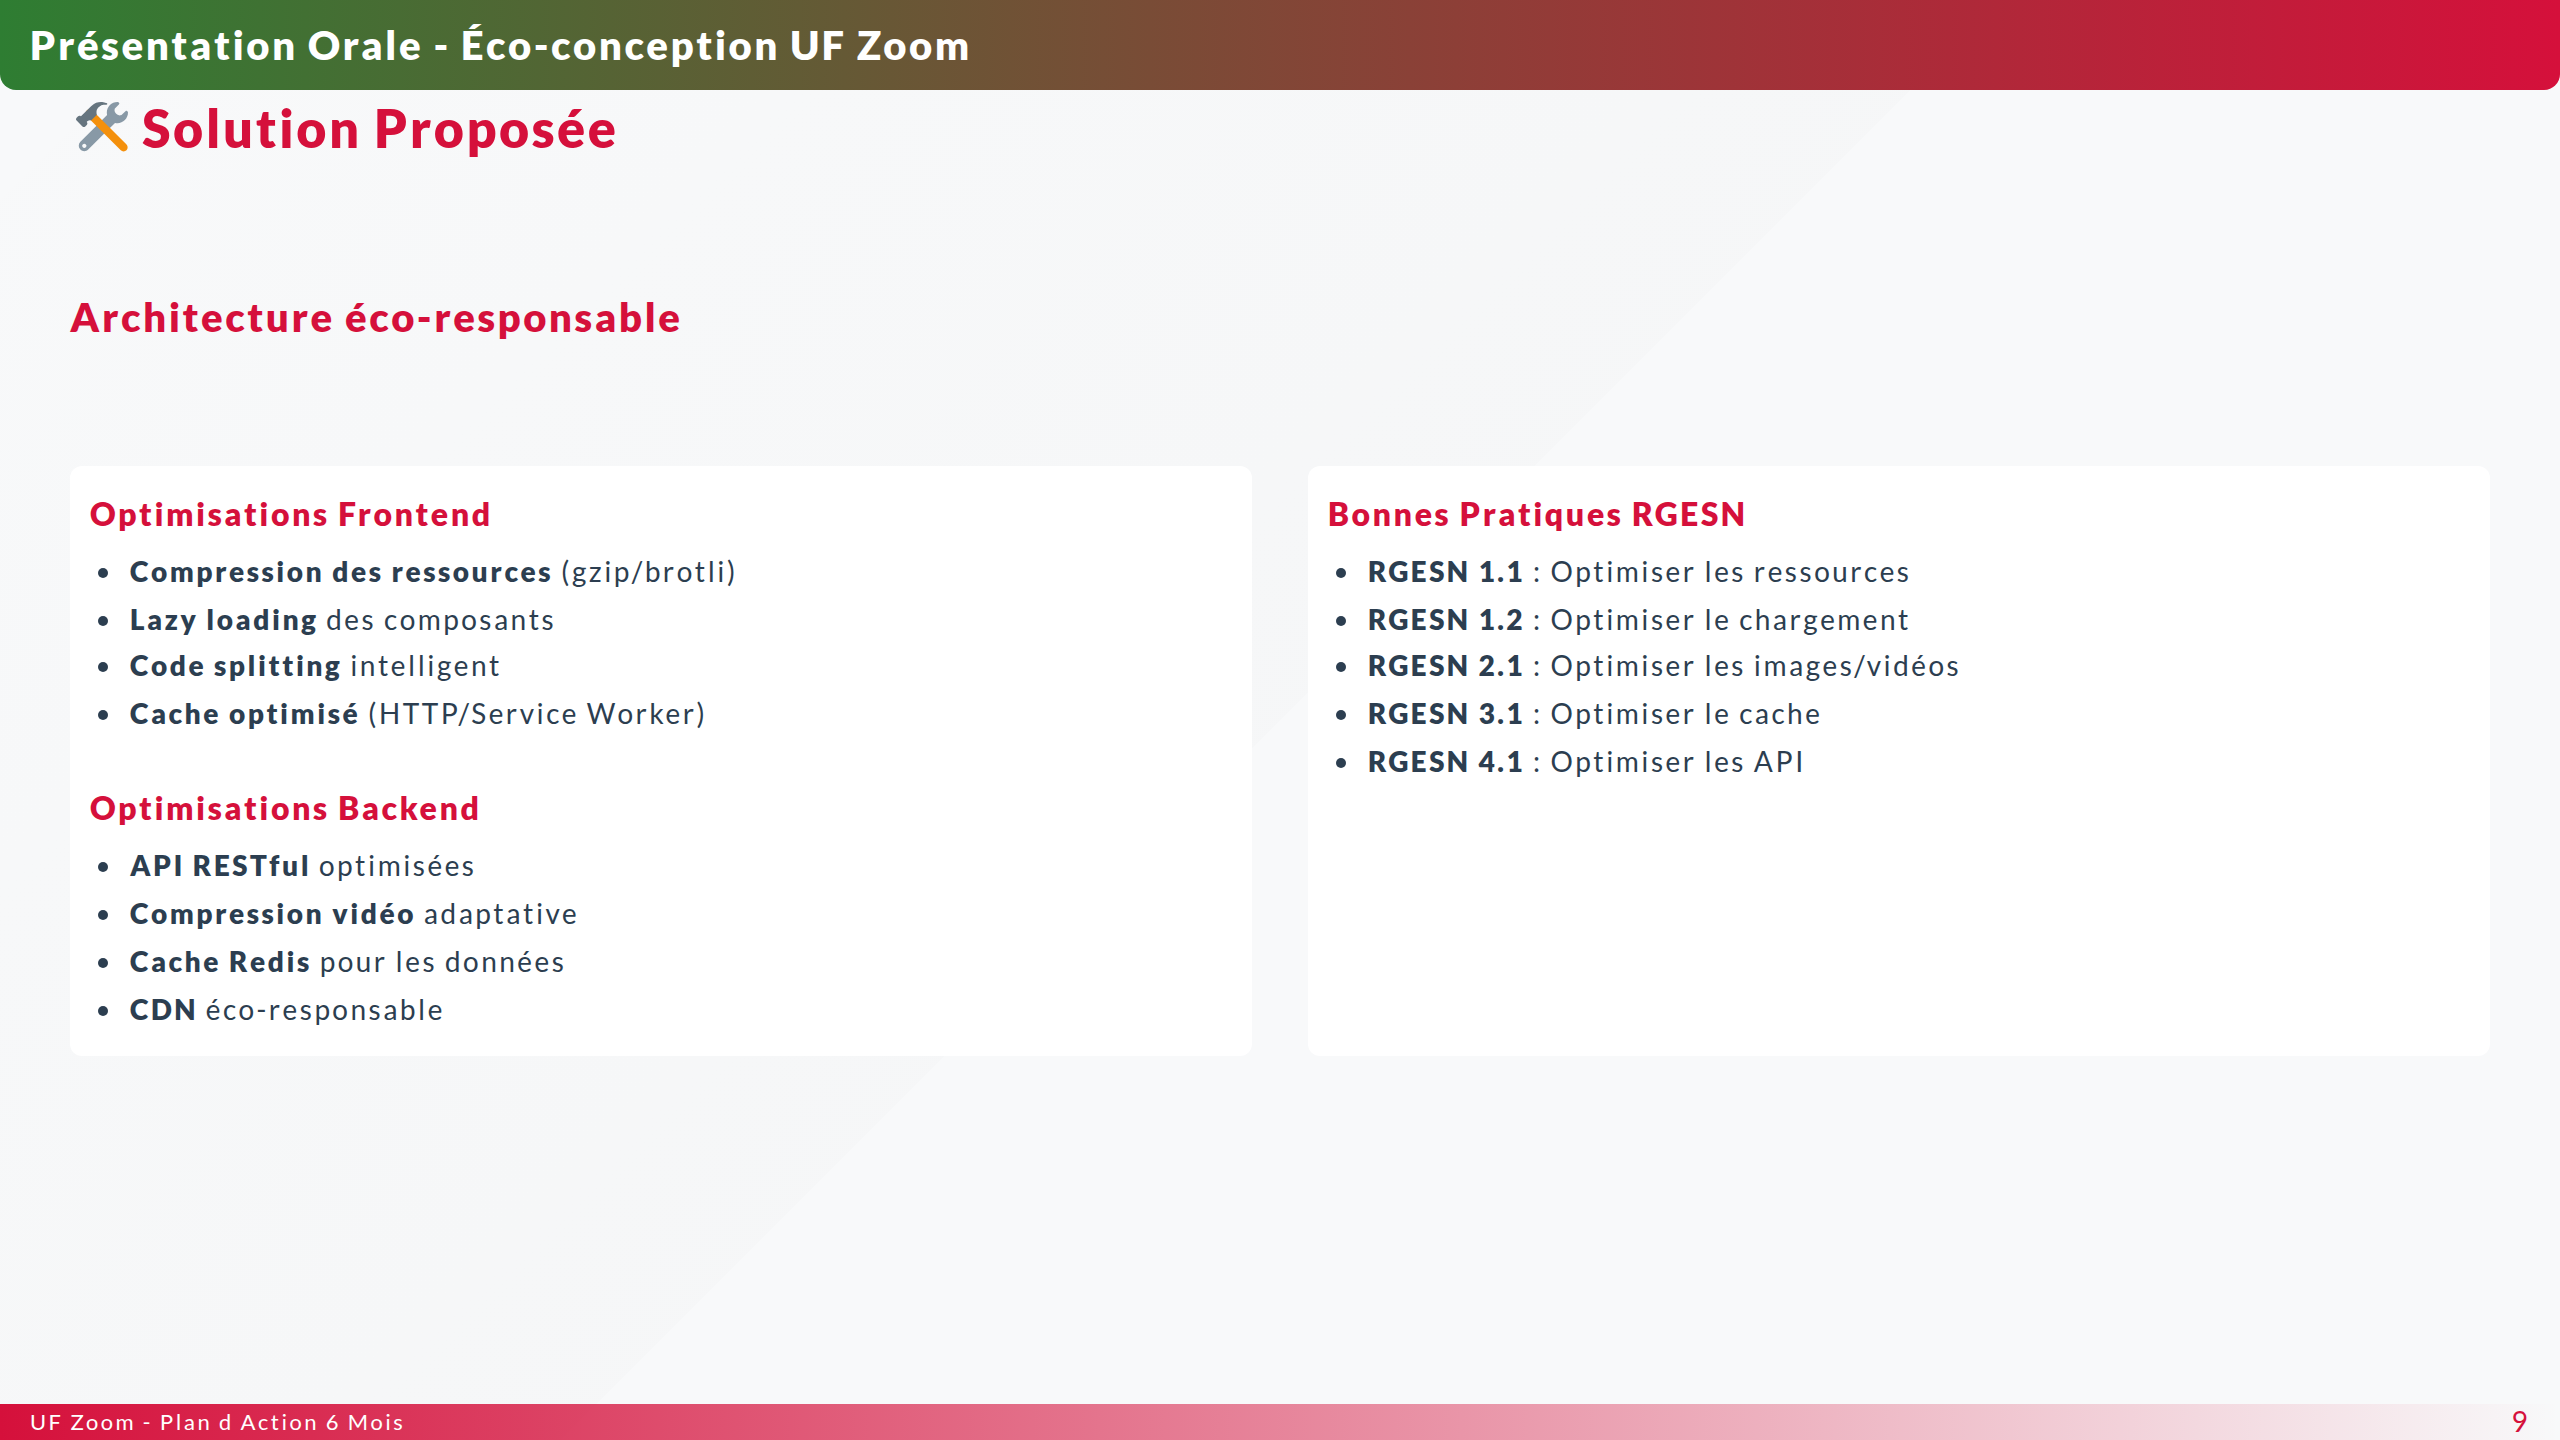 Présentation Orale - Éco-conception UF Zoom
Solution Proposée
Architecture éco-responsable
Optimisations Frontend
Compression des ressources (gzip/brotli)
Lazy loading des composants
Code splitting intelligent
Cache optimisé (HTTP/Service Worker)
Optimisations Backend
API RESTful optimisées
Compression vidéo adaptative
Cache Redis pour les données
CDN éco-responsable
Bonnes Pratiques RGESN
RGESN 1.1 : Optimiser les ressources
RGESN 1.2 : Optimiser le chargement
RGESN 2.1 : Optimiser les images/vidéos
RGESN 3.1 : Optimiser le cache
RGESN 4.1 : Optimiser les API
UF Zoom - Plan d Action 6 Mois
9